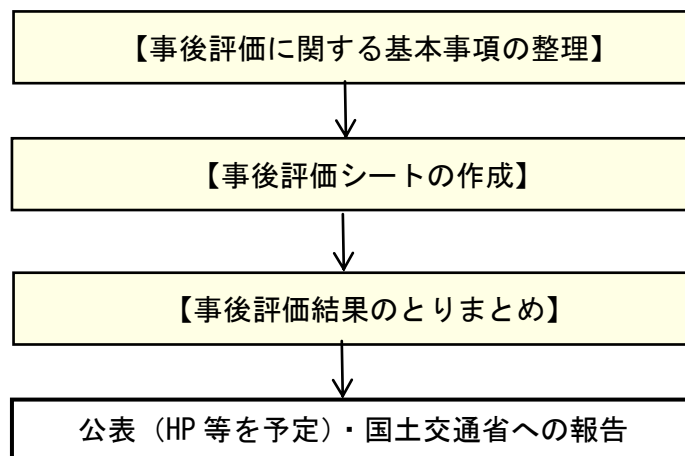 【事後評価に関する基本事項の整理】
【事後評価シートの作成】
【事後評価結果のとりまとめ】
公表（HP 等を予定）・国土交通省への報告